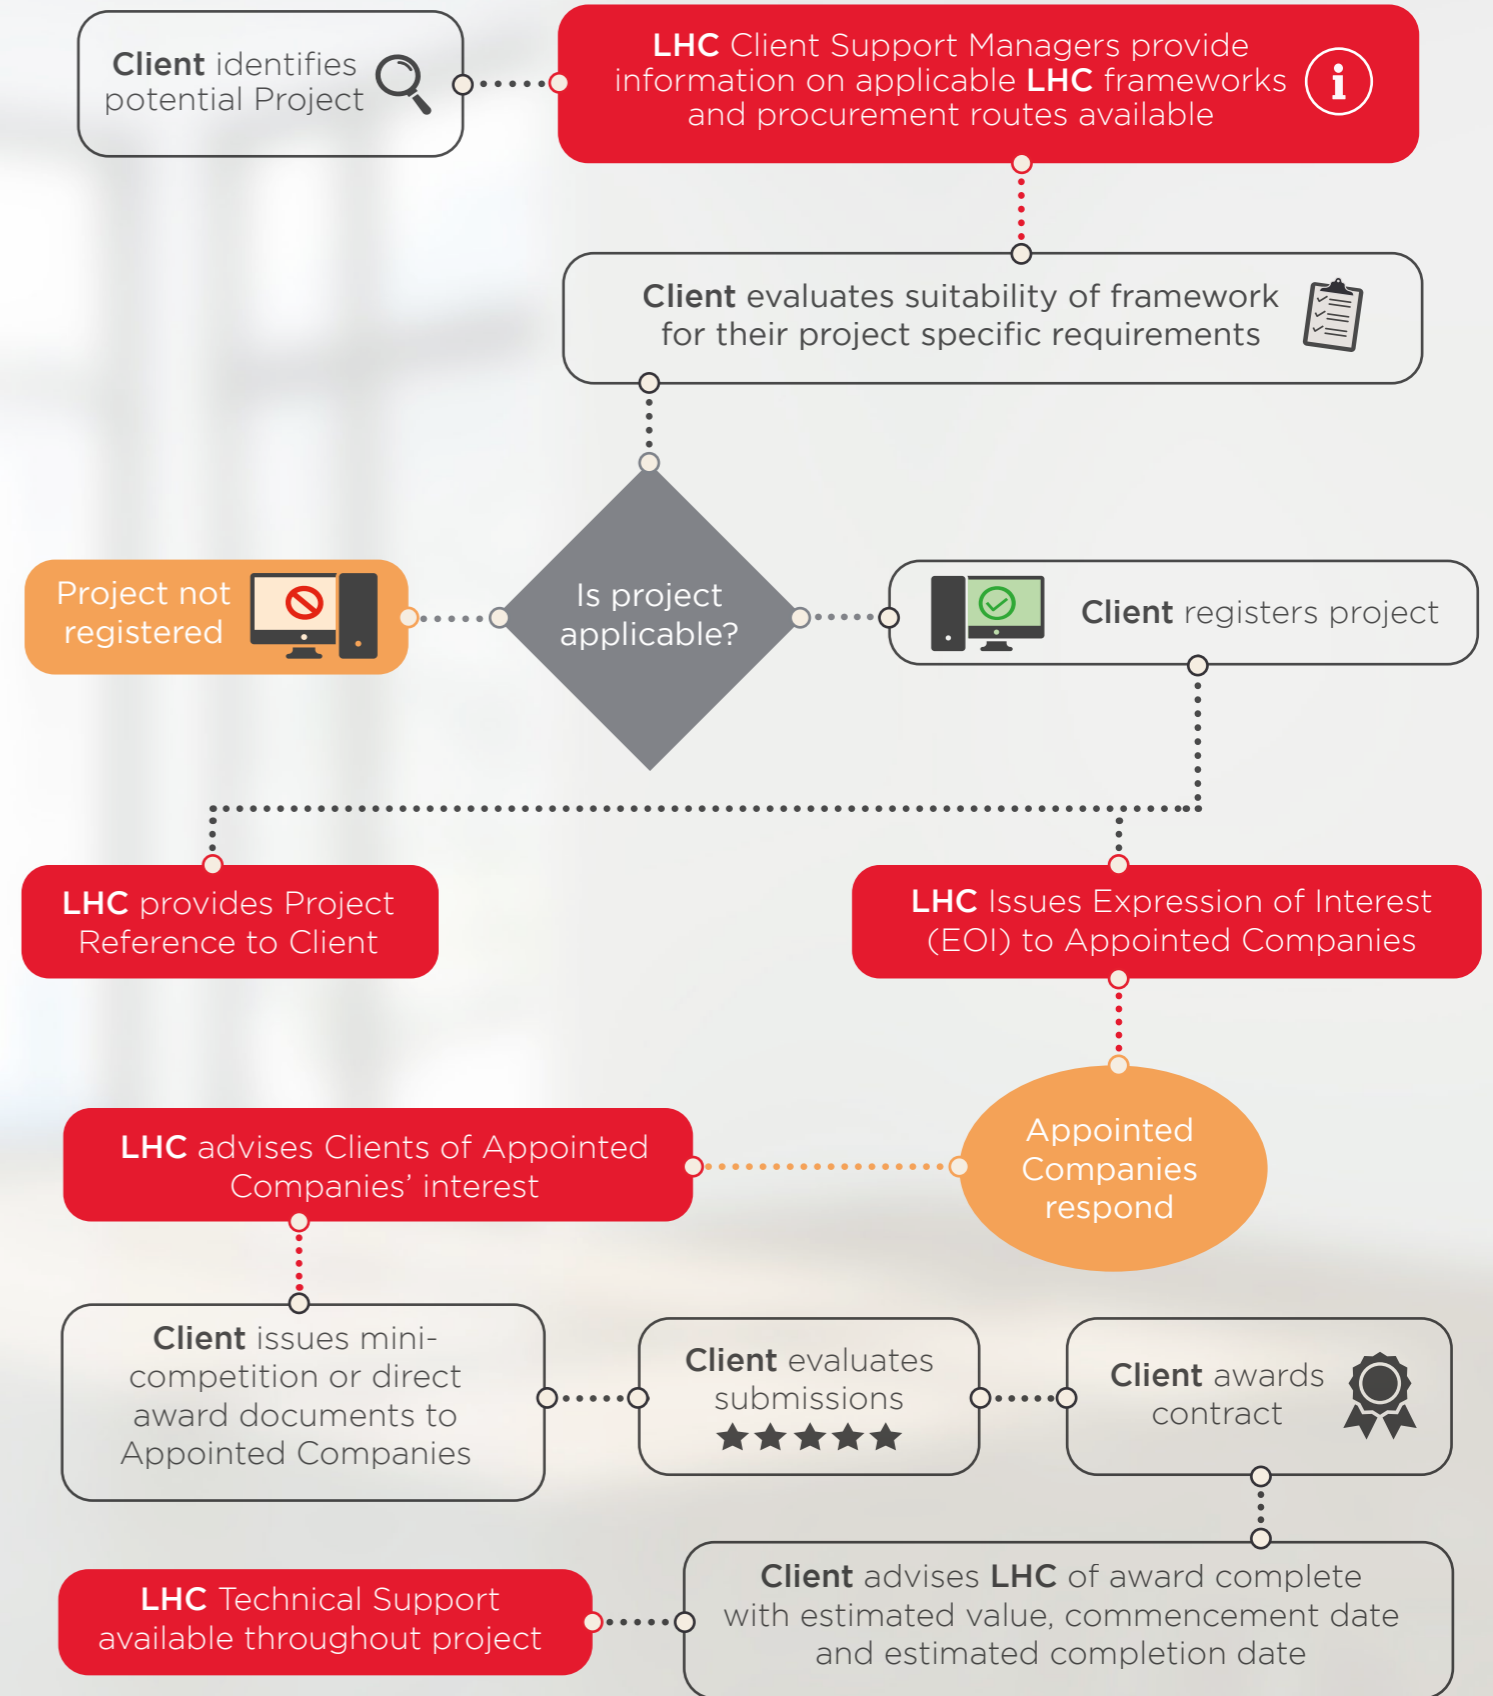 Client identifies
potential Project
LHC Client Support Managers provide
information on applicable LHC frameworks
and procurement routes available
i
Client evaluates suitability of framework
for their project specific requirements
Project not
registered
Is project
applicable?
Client registers project
LHC provides Project
Reference to Client
LHC Issues Expression of Interest
(EOI) to Appointed Companies
Appointed
Companies
respond
LHC advises Clients of Appointed
Companies’ interest
Client issues mini-
competition or direct
award documents to
Appointed Companies
Client evaluates
submissions
Client awards
contract
Client advises LHC of award complete
with estimated value, commencement date
and estimated completion date
LHC Technical Support
available throughout project